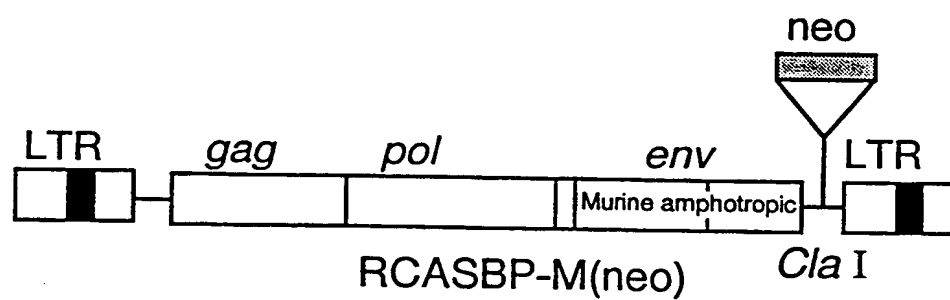 neo
LTR gag pol env LTR
Murine amphotropic
Cla I
RCASBP-M(neo)